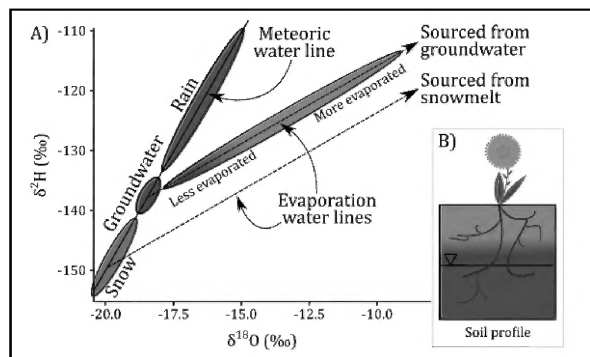 A)
-110
-120
-130
-140
-150
δ²H (‰)
Rain
Groundwater
Snow
Meteoric
water line
Sourced from
groundwater
Sourced from
snowmelt
More evaporated
Less evaporated
Evaporation
water lines
-20.0
-17.5
-15.0
-12.5
-10.0
δ¹⁸O (‰)
B)
Soil profile